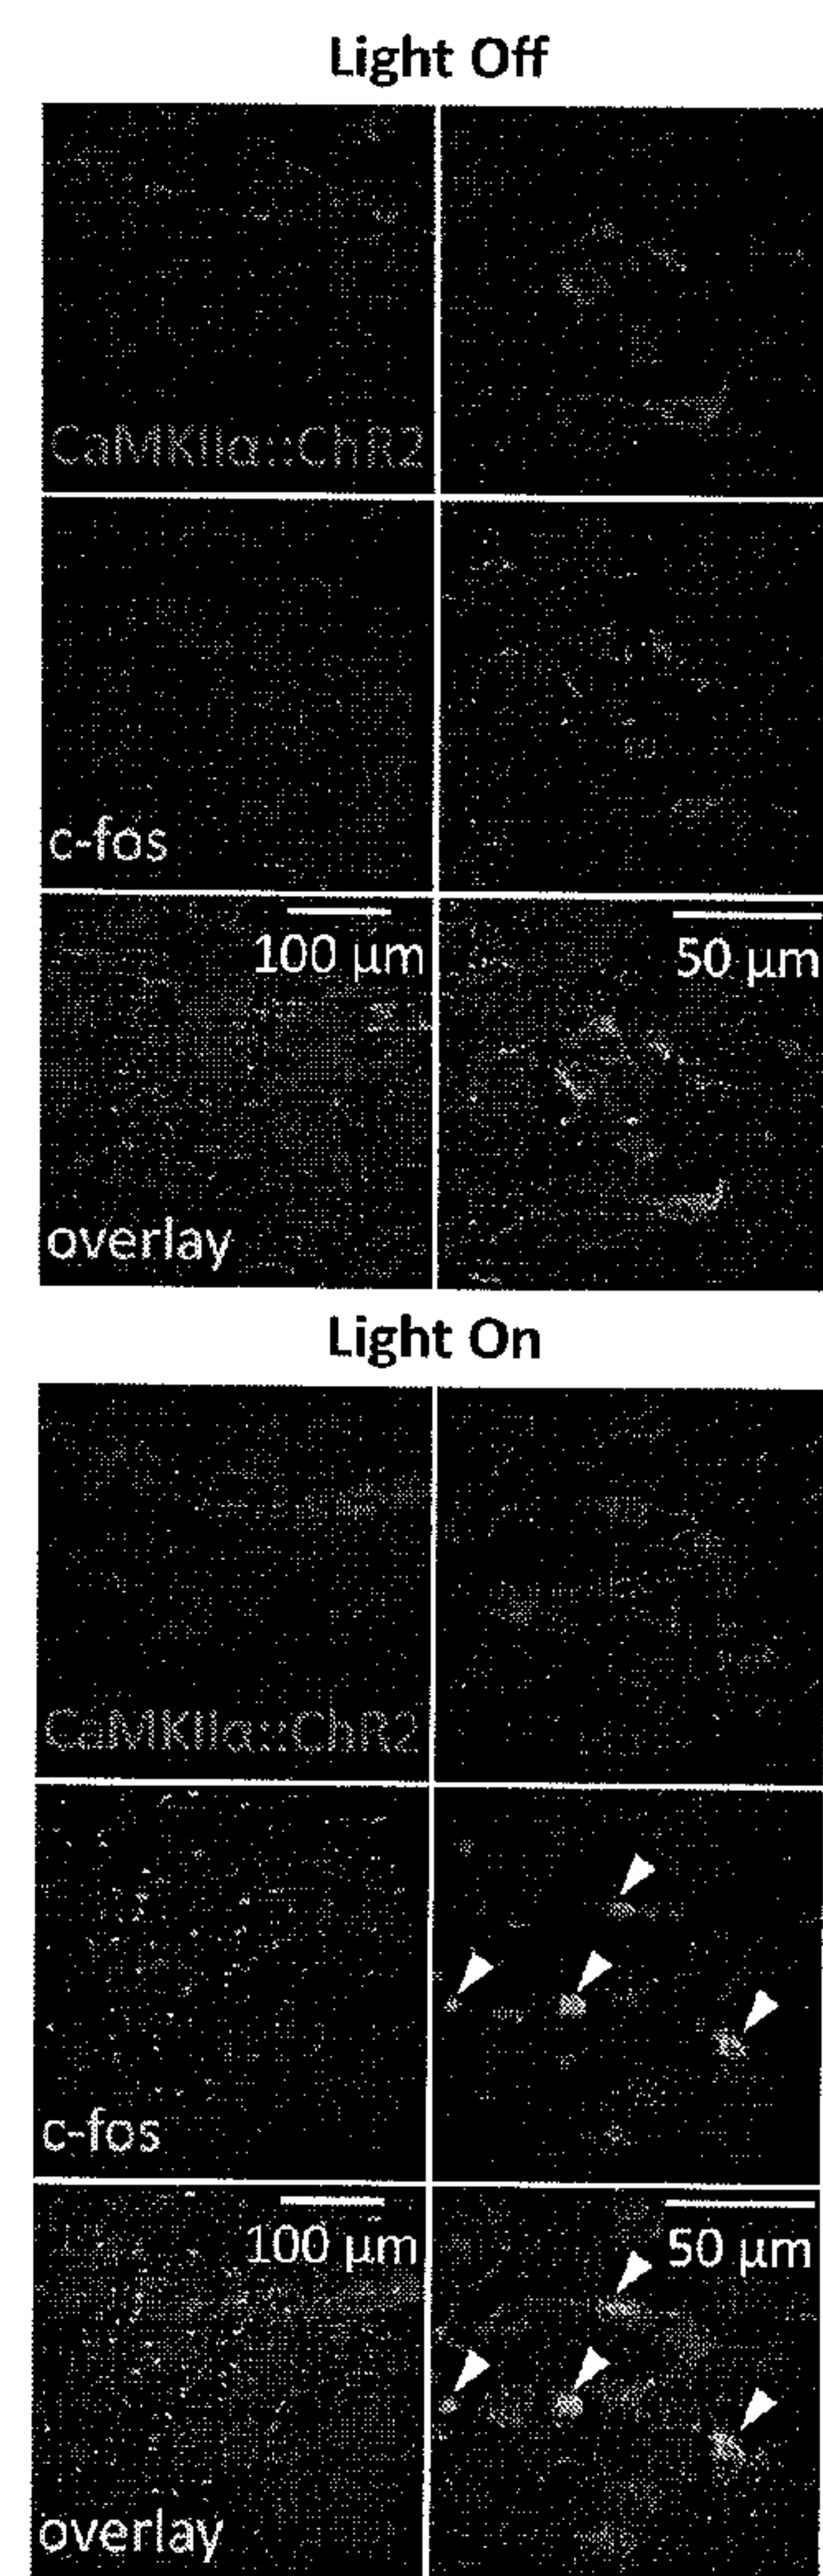 Light Off
CaMKIIα::ChR2
c-fos
100 µm
50 µm
overlay
Light On
CaMKIIα::ChR2
c-fos
100 µm
50 µm
overlay